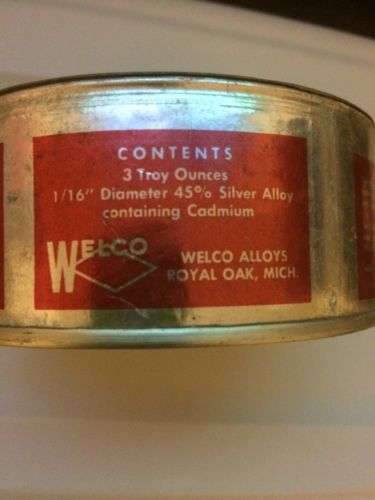 CONTENTS
3 Troy Ounces
1/16" Diameter 45% Silver Alloy
containing Cadmium
WELCO
WELCO ALLOYS
ROYAL OAK, MICH.